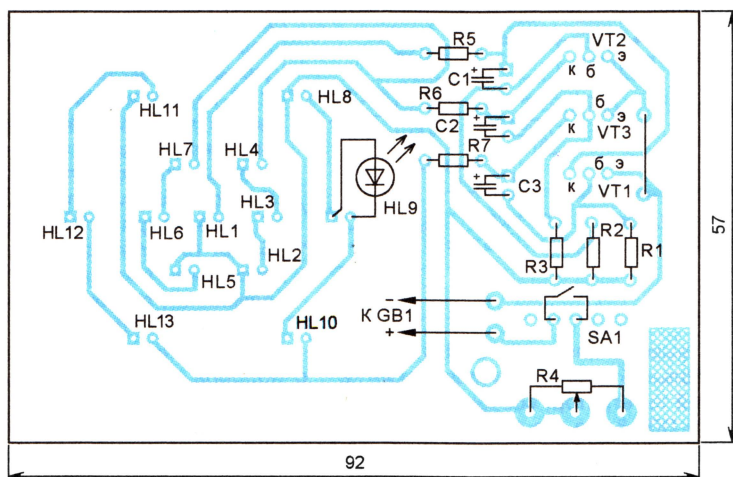 R5
VT2
C1
к б э
HL11
HL8
R6
C2
б э
HL7
HL4
к
VT3
R7
б э
HL3
HL9
к
VT1
C3
HL12
HL6
HL1
HL2
R2
R3
R1
HL5
57
HL13
HL10
−
К GB1
+
SA1
R4
92
+
+
+